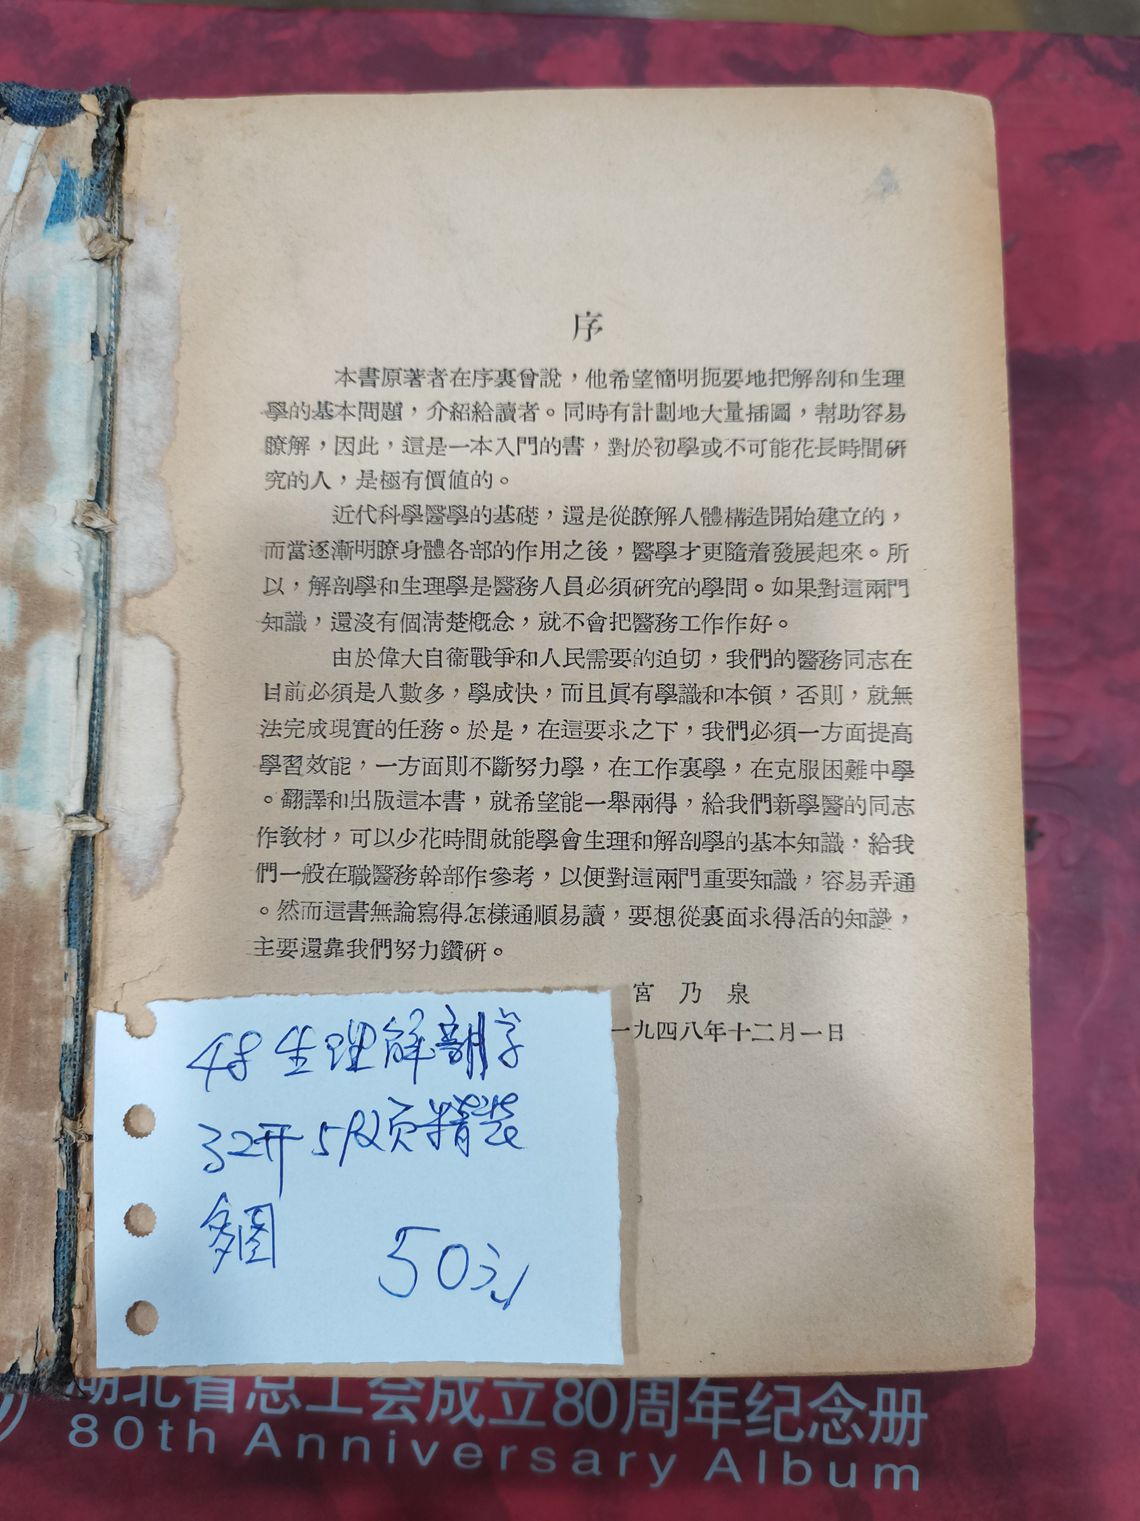 序
本書原著者在序裏曾說，他希望簡明扼要地把解剖和生理
學的基本問題，介紹給讀者。同時有計劃地大量插圖，幫助容易
瞭解，因此，這是一本入門的書，對於初學或不可能花長時間研
究的人，是極有價値的。
近代科學醫學的基礎，還是從瞭解人體構造開始建立的，
而當逐漸明瞭身體各部的作用之後，醫學才更隨着發展起來。所
以，解剖學和生理學是醫務人員必須研究的學問。如果對這兩門
知識，還沒有個淸楚槪念，就不會把醫務工作作好。
由於偉大自衞戰爭和人民需要的迫切，我們的醫務同志在
目前必須是人數多，學成快，而且眞有學識和本領，否則，就無
法完成現實的任務。於是，在這要求之下，我們必須一方面提高
學習效能，一方面則不斷努力學，在工作裏學，在克服困難中學
。翻譯和出版這本書，就希望能一舉兩得，給我們新學醫的同志
作教材，可以少花時間就能學會生理和解剖學的基本知識，給我
們一般在職醫務幹部作參考，以便對這兩門重要知識，容易弄通
。然而這書無論寫得怎樣通順易讀，要想從裏面求得活的知識，
主要還靠我們努力鑽研。
宮乃泉
一九四八年十二月一日
48生理解剖学
32开 精装
多图
50元
湖北省总工会成立80周年纪念册
80th Anniversary Album